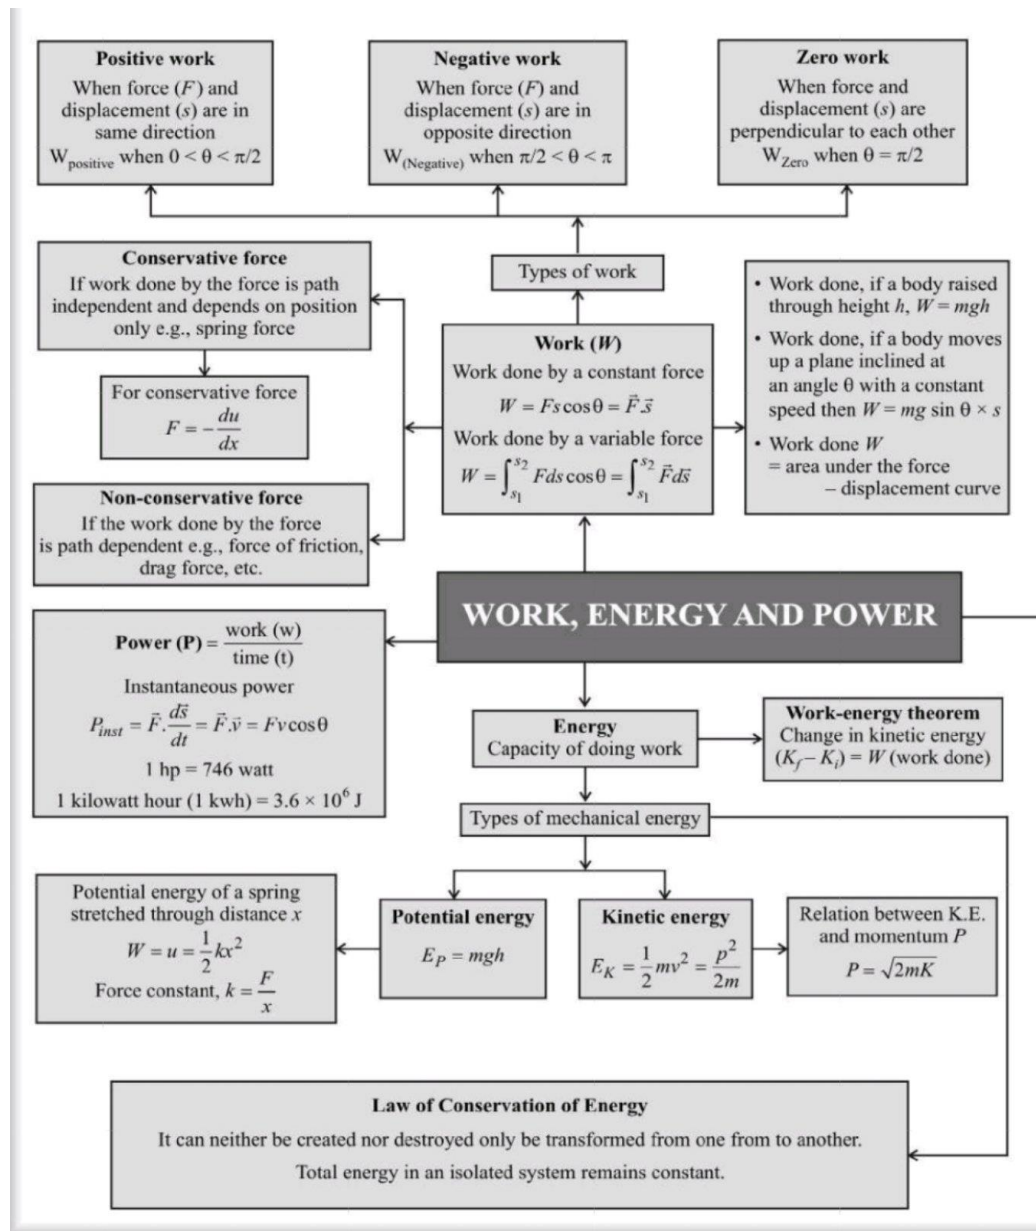 Positive work
When force (F) and
displacement (s) are in
same direction
W_positive when 0 < θ < π/2
Negative work
When force (F) and
displacement (s) are in
opposite direction
W_(Negative) when π/2 < θ < π
Zero work
When force and
displacement (s) are
perpendicular to each other
W_Zero when θ = π/2
Types of work
Conservative force
If work done by the force is path
independent and depends on position
only e.g., spring force
For conservative force
F = −du/dx
Non-conservative force
If the work done by the force
is path dependent e.g., force of friction,
drag force, etc.
Work (W)
Work done by a constant force
W = Fs cos θ = F⃗.s⃗
Work done by a variable force
W = ∫_{s₁}^{s₂} Fds cos θ = ∫_{s₁}^{s₂} F⃗ds⃗
• Work done, if a body raised
through height h, W = mgh
• Work done, if a body moves
up a plane inclined at
an angle θ with a constant
speed then W = mg sin θ × s
• Work done W
= area under the force
– displacement curve
WORK, ENERGY AND POWER
Power (P) = work (w)/time (t)
Instantaneous power
P_inst = F⃗.ds⃗/dt = F⃗.v⃗ = Fv cos θ
1 hp = 746 watt
1 kilowatt hour (1 kwh) = 3.6 × 10⁶ J
Energy
Capacity of doing work
Work-energy theorem
Change in kinetic energy
(K_f – K_i) = W (work done)
Types of mechanical energy
Potential energy of a spring
stretched through distance x
W = u = 1/2 kx²
Force constant, k = F/x
Potential energy
E_P = mgh
Kinetic energy
E_K = 1/2 mv² = p²/2m
Relation between K.E.
and momentum P
P = √2mK
Law of Conservation of Energy
It can neither be created nor destroyed only be transformed from one from to another.
Total energy in an isolated system remains constant.